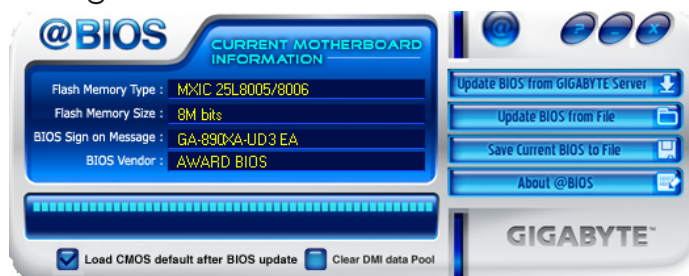 @BIOS
CURRENT MOTHERBOARD
INFORMATION
Flash Memory Type : MXIC 25L8005/8006
Flash Memory Size : 8M bits
BIOS Sign on Message : GA-890XA-UD3 EA
BIOS Vendor : AWARD BIOS
Load CMOS default after BIOS update
Clear DMI data Pool
@
? - x
Update BIOS from GIGABYTE Server
Update BIOS from File
Save Current BIOS to File
About @BIOS
GIGABYTE™